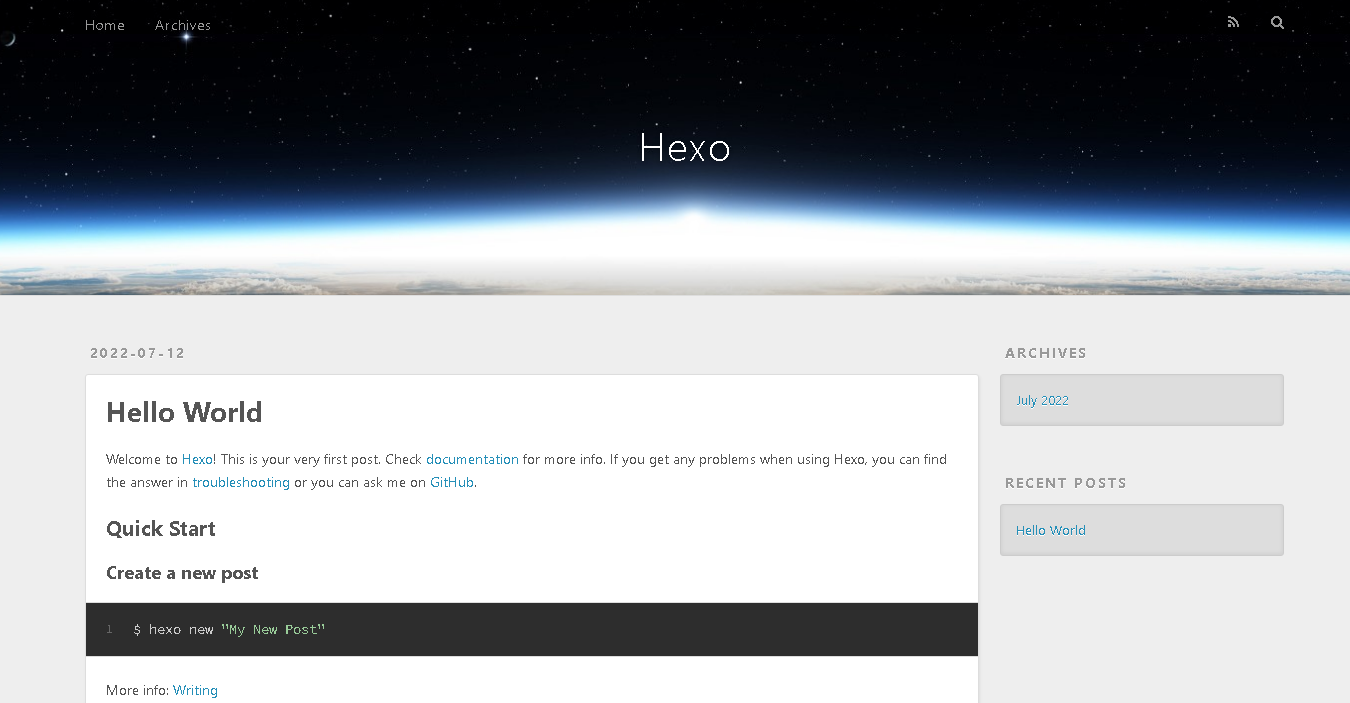 Home Archives
Hexo
2022-07-12
Hello World
Welcome to Hexo! This is your very first post. Check documentation for more info. If you get any problems when using Hexo, you can find
the answer in troubleshooting or you can ask me on GitHub.
Quick Start
Create a new post
1 $ hexo new "My New Post"
More info: Writing
ARCHIVES
July 2022
RECENT POSTS
Hello World